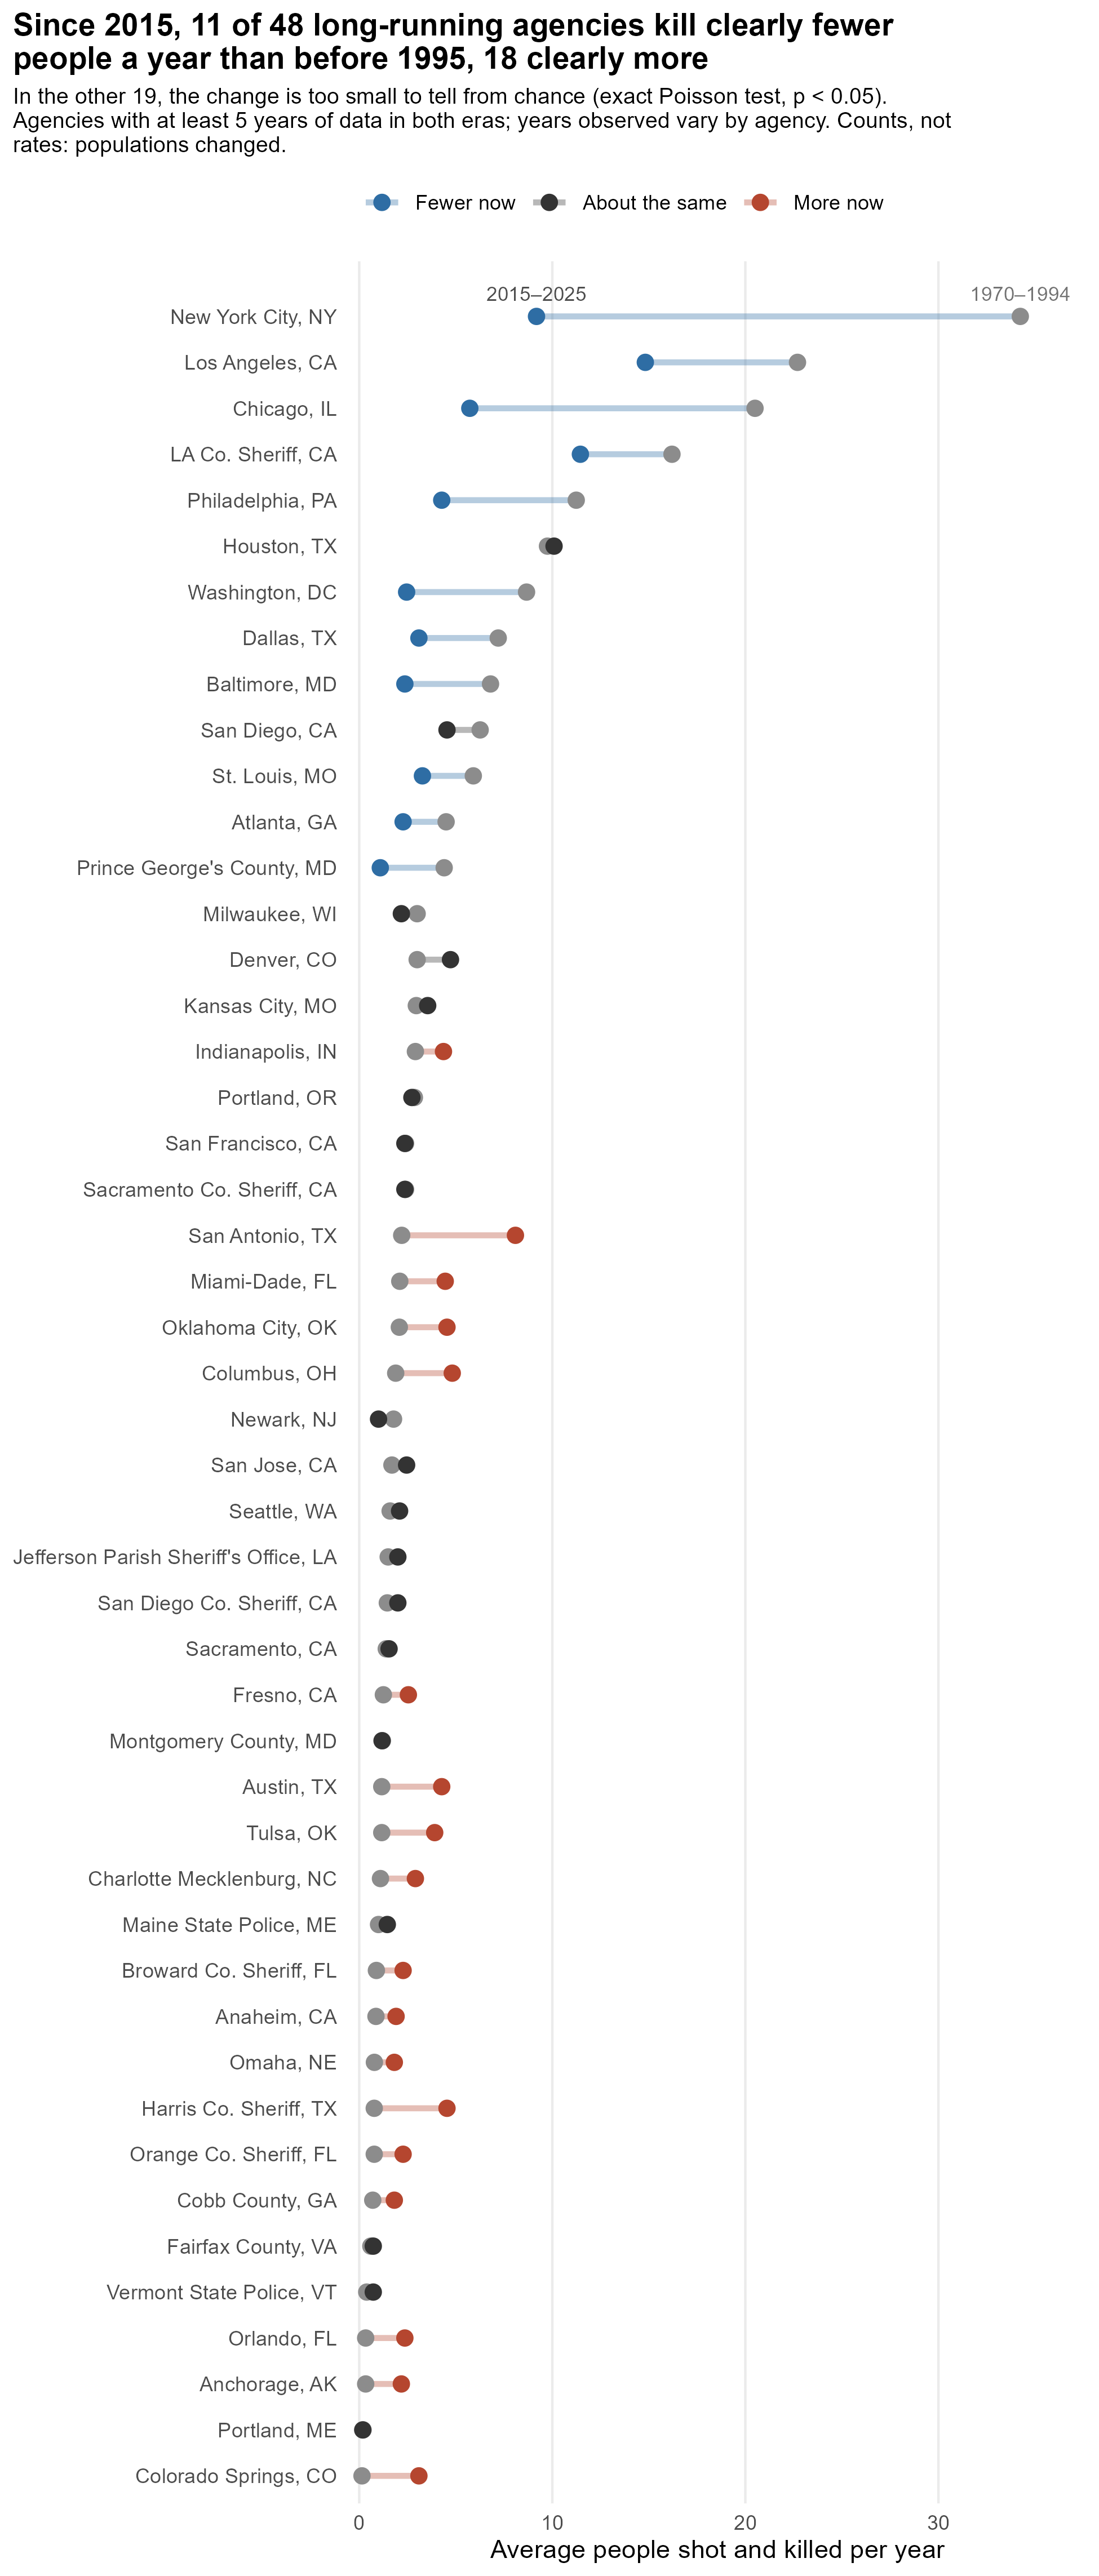 Since 2015, 11 of 48 long-running agencies kill clearly fewer
people a year than before 1995, 18 clearly more
In the other 19, the change is too small to tell from chance (exact Poisson test, p < 0.05).
Agencies with at least 5 years of data in both eras; years observed vary by agency. Counts, not
rates: populations changed.
Fewer now About the same More now
2015–2025 1970–1994
New York City, NY
Los Angeles, CA
Chicago, IL
LA Co. Sheriff, CA
Philadelphia, PA
Houston, TX
Washington, DC
Dallas, TX
Baltimore, MD
San Diego, CA
St. Louis, MO
Atlanta, GA
Prince George's County, MD
Milwaukee, WI
Denver, CO
Kansas City, MO
Indianapolis, IN
Portland, OR
San Francisco, CA
Sacramento Co. Sheriff, CA
San Antonio, TX
Miami-Dade, FL
Oklahoma City, OK
Columbus, OH
Newark, NJ
San Jose, CA
Seattle, WA
Jefferson Parish Sheriff's Office, LA
San Diego Co. Sheriff, CA
Sacramento, CA
Fresno, CA
Montgomery County, MD
Austin, TX
Tulsa, OK
Charlotte Mecklenburg, NC
Maine State Police, ME
Broward Co. Sheriff, FL
Anaheim, CA
Omaha, NE
Harris Co. Sheriff, TX
Orange Co. Sheriff, FL
Cobb County, GA
Fairfax County, VA
Vermont State Police, VT
Orlando, FL
Anchorage, AK
Portland, ME
Colorado Springs, CO
0 10 20 30
Average people shot and killed per year